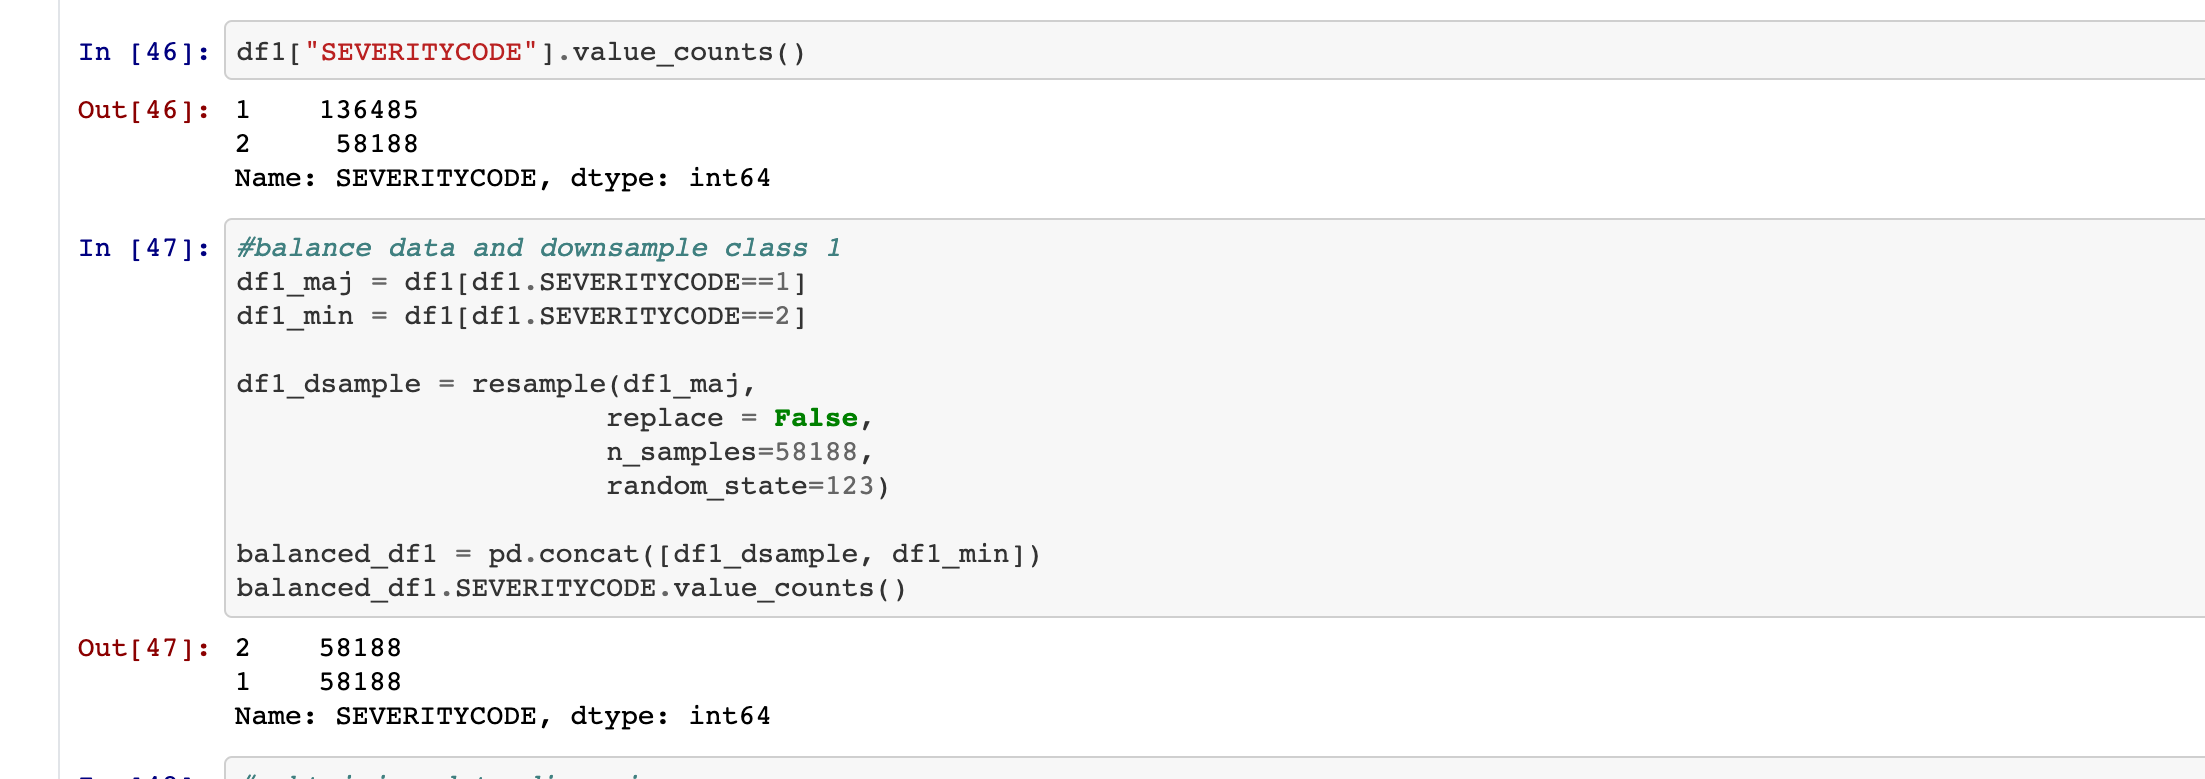 In [46]: df1["SEVERITYCODE"].value_counts()
Out[46]: 1    136485
2     58188
Name: SEVERITYCODE, dtype: int64
In [47]: #balance data and downsample class 1
df1_maj = df1[df1.SEVERITYCODE==1]
df1_min = df1[df1.SEVERITYCODE==2]
df1_dsample = resample(df1_maj,
replace = False,
n_samples=58188,
random_state=123)
balanced_df1 = pd.concat([df1_dsample, df1_min])
balanced_df1.SEVERITYCODE.value_counts()
Out[47]: 2    58188
1    58188
Name: SEVERITYCODE, dtype: int64